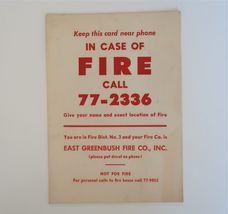 Keep this card near phone
IN CASE OF
FIRE
CALL
77-2336
Give your name and exact location of Fire
You are in Fire Dist. No. 3 and your Fire Co. is
EAST GREENBUSH FIRE CO., INC.
(please put decal on phone)
NOT FOR FIRE
For personal calls to fire house call 77-9852